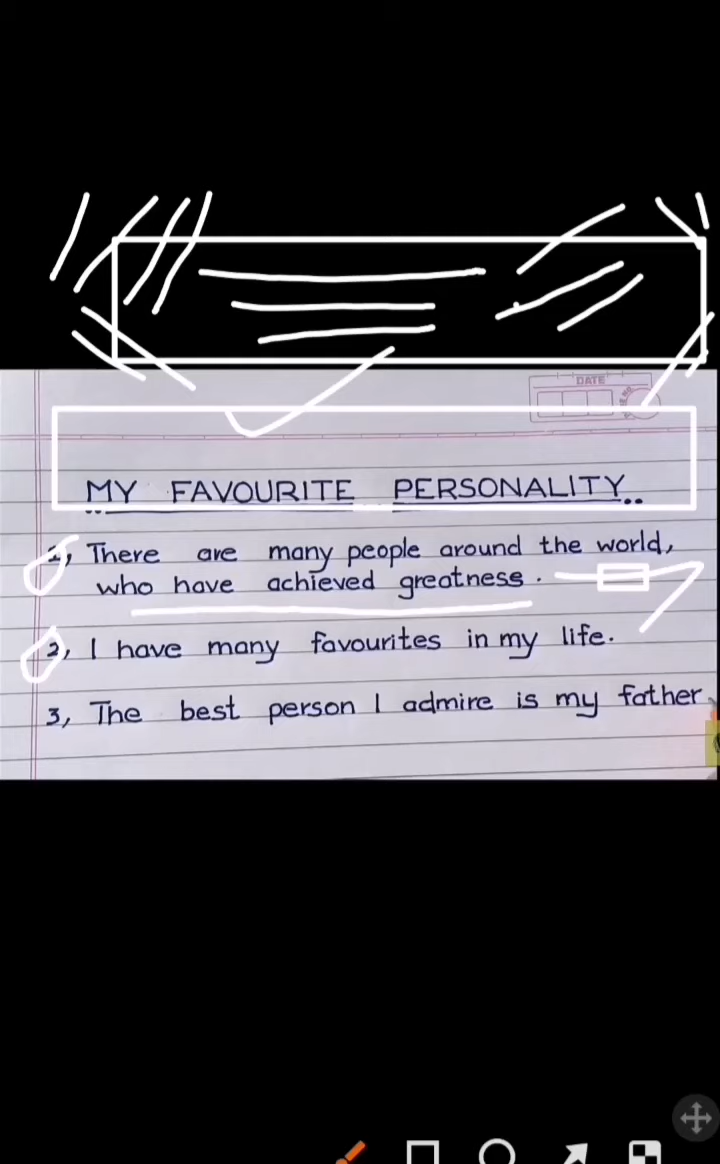 DATE
MY FAVOURITE PERSONALITY
1, There are many people around the world,
who have achieved greatness.
2, I have many favourites in my life.
3, The best person I admire is my father